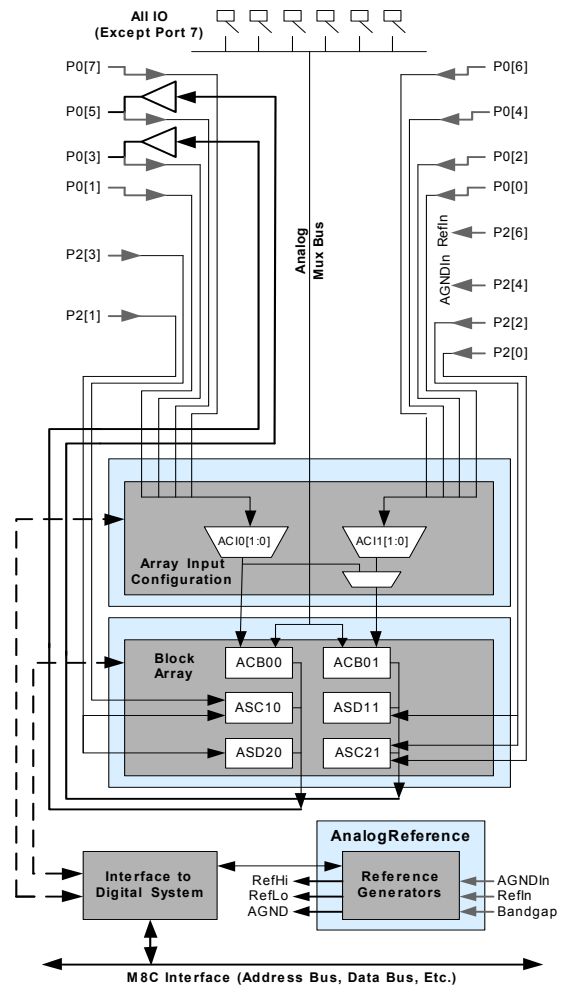 All IO
(Except Port 7)
P0[7]
P0[6]
P0[5]
P0[4]
P0[3]
P0[2]
P0[1]
P0[0]
Analog
Mux Bus
AGNDIn RefIn
P2[6]
P2[3]
P2[4]
P2[1]
P2[2]
P2[0]
ACI0[1:0]
ACI1[1:0]
Array Input
Configuration
Block
Array
ACB00
ACB01
ASC10
ASD11
ASD20
ASC21
AnalogReference
Interface to
Digital System
Reference
Generators
RefHi
RefLo
AGND
AGNDIn
RefIn
Bandgap
M8C Interface (Address Bus, Data Bus, Etc.)